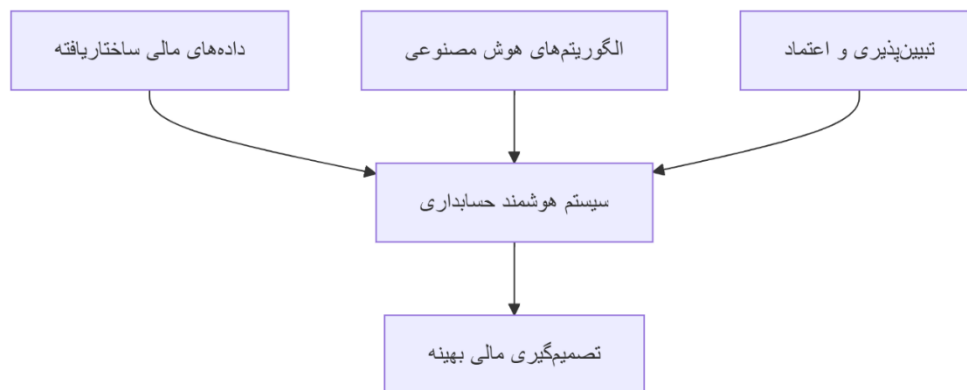 تبیین‌پذیری و اعتماد
الگوریتم‌های هوش مصنوعی
داده‌های مالی ساختاریافته
سیستم هوشمند حسابداری
تصمیم‌گیری مالی بهینه